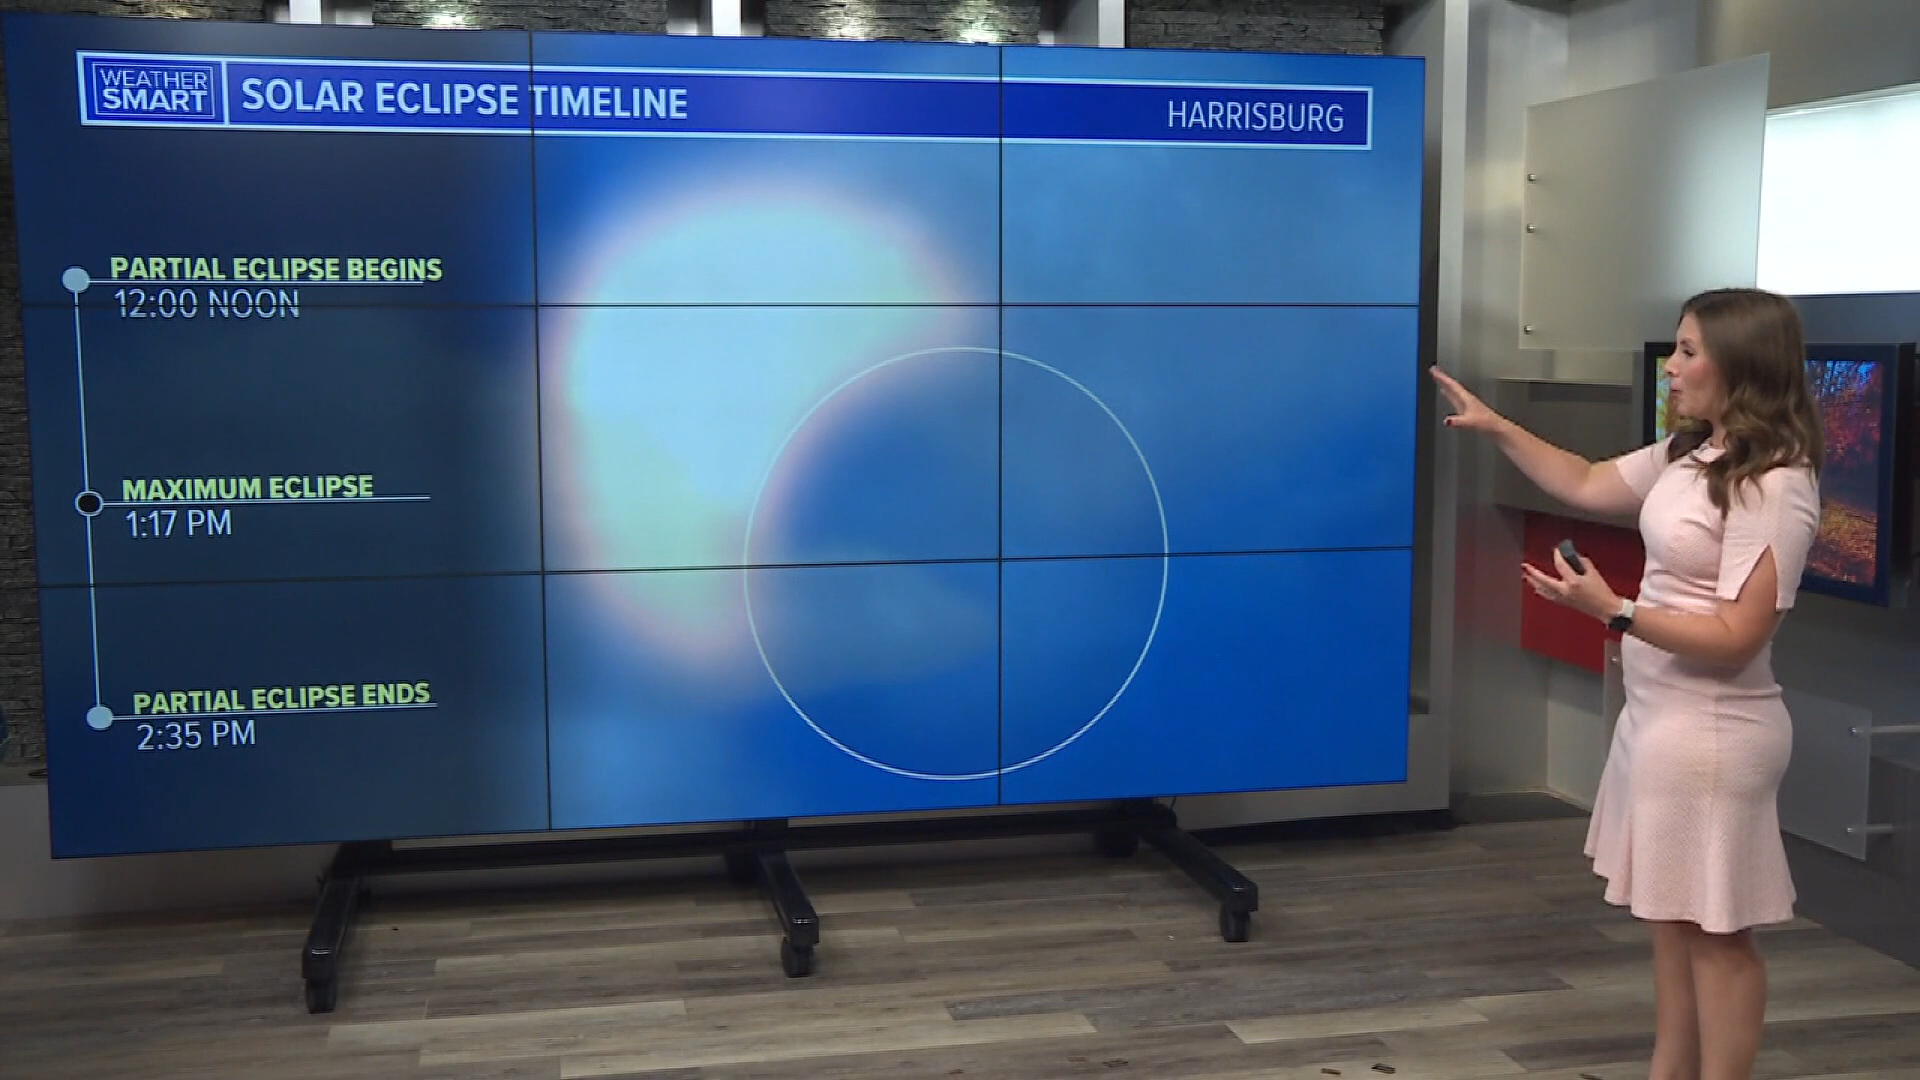 WEATHER
SMART
SOLAR ECLIPSE TIMELINE
HARRISBURG
PARTIAL ECLIPSE BEGINS
12:00 NOON
MAXIMUM ECLIPSE
1:17 PM
PARTIAL ECLIPSE ENDS
2:35 PM